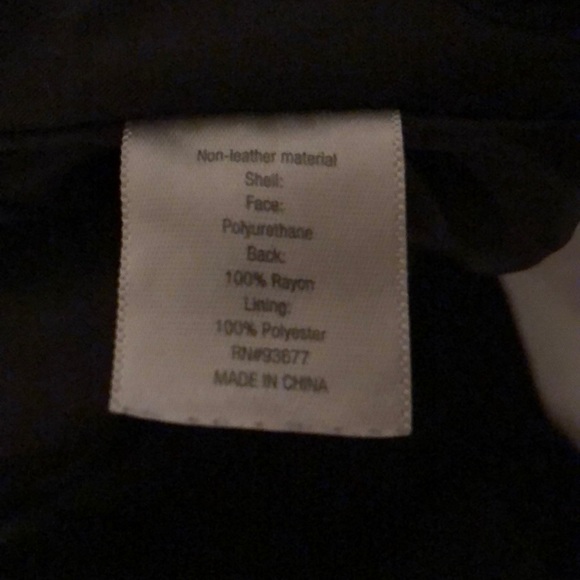 Non-leather material
Shell:
Face:
Polyurethane
Back:
100% Rayon
Lining:
100% Polyester
RN#93677
MADE IN CHINA